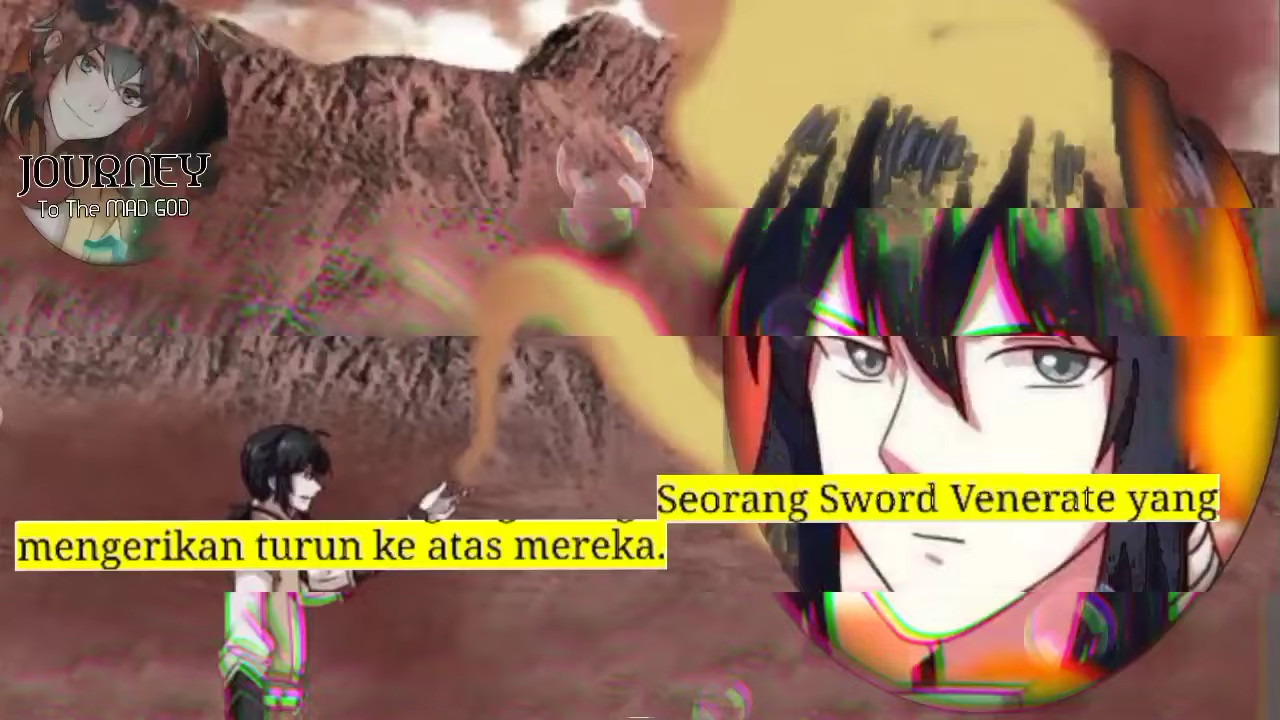 JOURNEY
To The MAD GOD
Seorang Sword Venerate yang
mengerikan turun ke atas mereka.